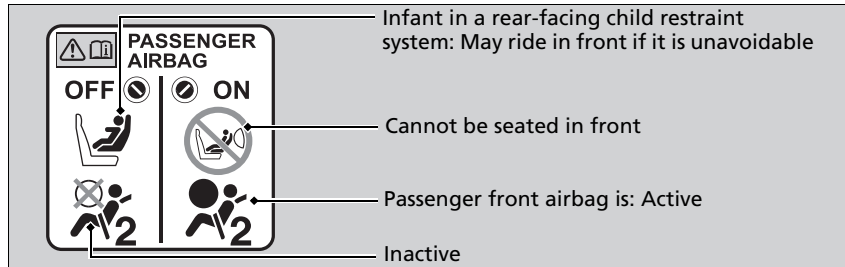 PASSENGER
AIRBAG
OFF ON
2 2
Infant in a rear-facing child restraint
system: May ride in front if it is unavoidable
Cannot be seated in front
Passenger front airbag is: Active
Inactive